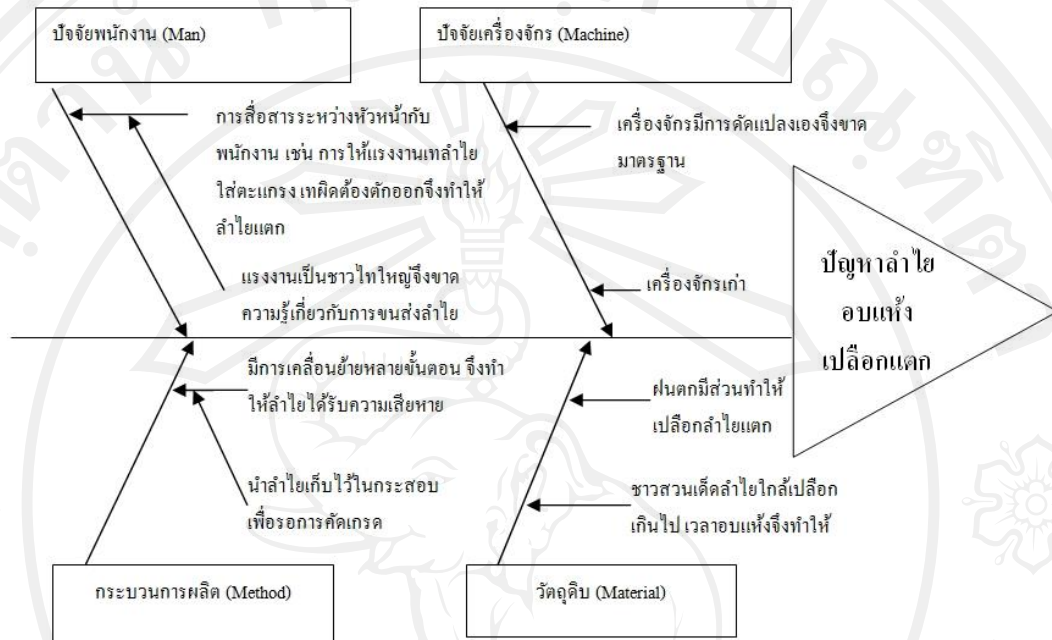 ปัจจัยพนักงาน (Man)
ปัจจัยเครื่องจักร (Machine)
การสื่อสารระหว่างหัวหน้ากับ
พนักงาน เช่น การให้แรงงานเทลำไย
ใส่ตะแกรง เทผิดต้องตักออกจึงทำให้
ลำไยแตก
เครื่องจักรมีการดัดแปลงเองจึงขาด
มาตรฐาน
แรงงานเป็นชาวไทใหญ่จึงขาด
ความรู้เกี่ยวกับการขนส่งลำไย
เครื่องจักรเก่า
ปัญหาลำไย
อบแห้ง
เปลือกแตก
มีการเคลื่อนย้ายหลายขั้นตอน จึงทำ
ให้ลำไยได้รับความเสียหาย
ฝนตกมีส่วนทำให้
เปลือกลำไยแตก
นำลำไยเก็บไว้ในกระสอบ
เพื่อรอการคัดเกรด
ชาวสวนเด็ดลำไยใกล้เปลือก
เกินไป เวลาอบแห้งจึงทำให้
กระบวนการผลิต (Method)
วัตถุดิบ (Material)